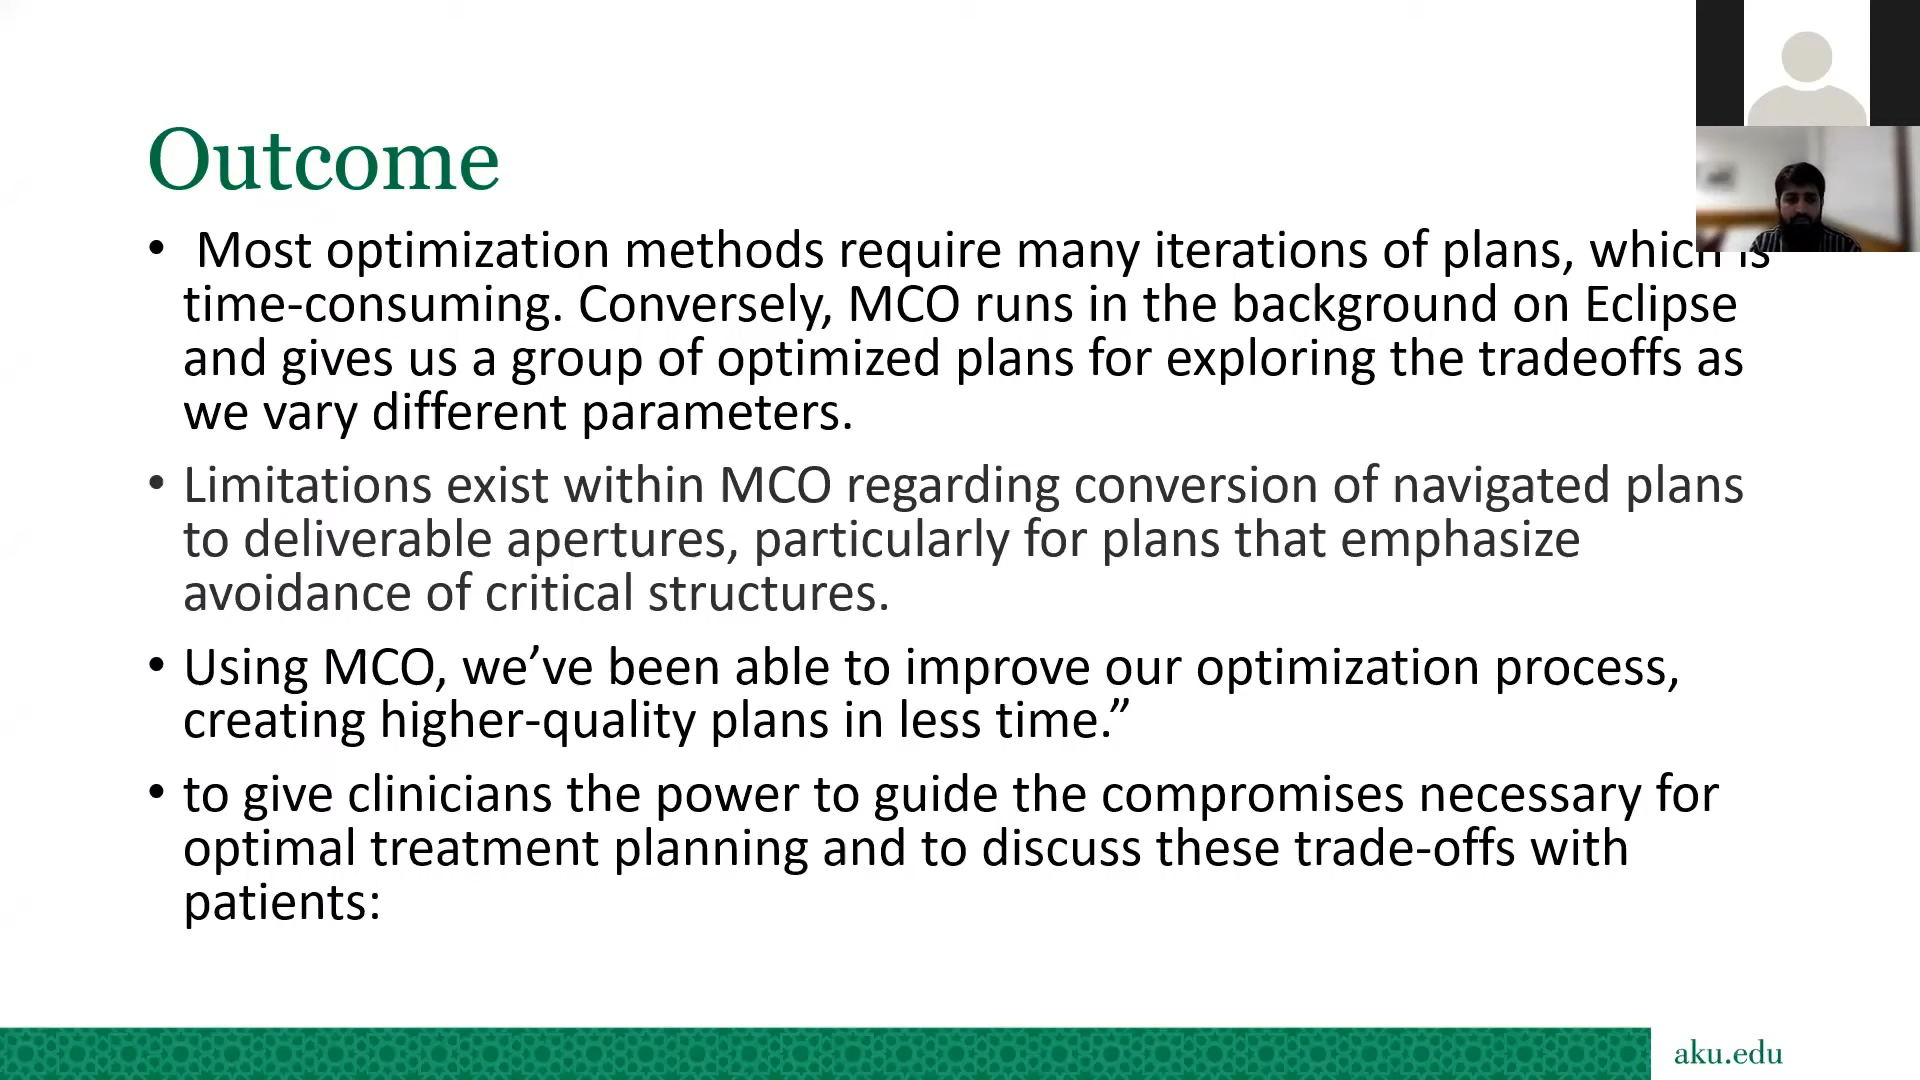 Outcome
• Most optimization methods require many iterations of plans, which is
time-consuming. Conversely, MCO runs in the background on Eclipse
and gives us a group of optimized plans for exploring the tradeoffs as
we vary different parameters.
• Limitations exist within MCO regarding conversion of navigated plans
to deliverable apertures, particularly for plans that emphasize
avoidance of critical structures.
• Using MCO, we’ve been able to improve our optimization process,
creating higher-quality plans in less time.”
• to give clinicians the power to guide the compromises necessary for
optimal treatment planning and to discuss these trade-offs with
patients:
aku.edu